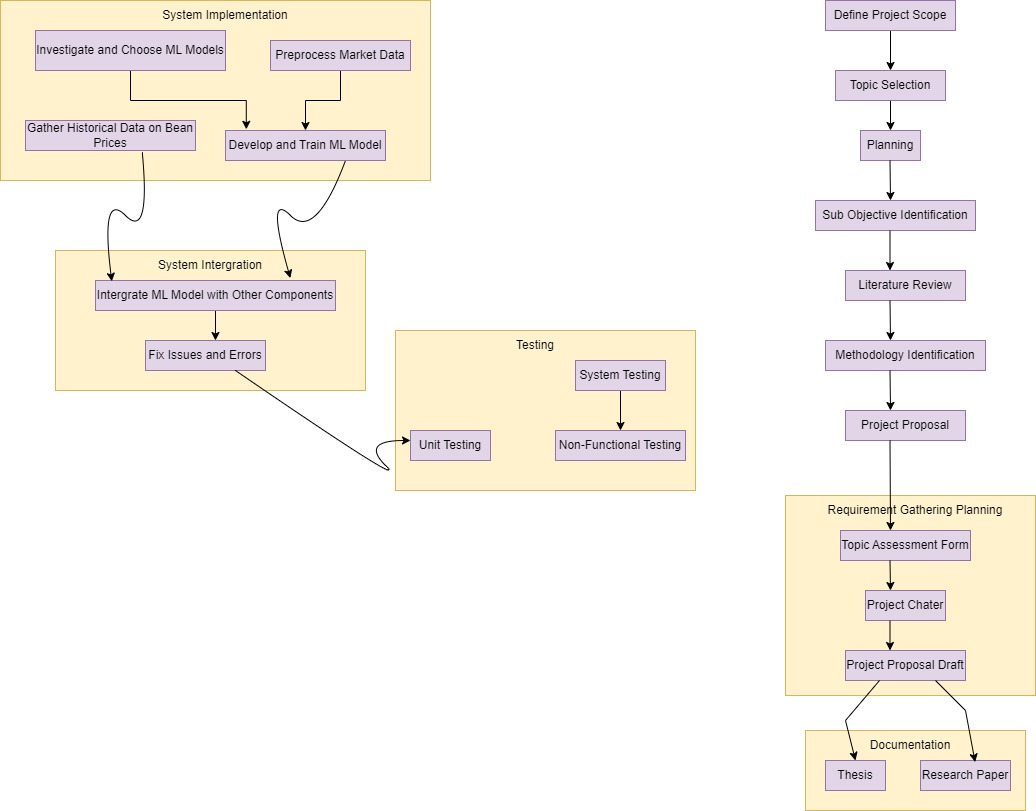 System Implementation
Investigate and Choose ML Models
Preprocess Market Data
Gather Historical Data on Bean
Prices
Develop and Train ML Model
System Intergration
Intergrate ML Model with Other Components
Fix Issues and Errors
Testing
System Testing
Unit Testing
Non-Functional Testing
Define Project Scope
Topic Selection
Planning
Sub Objective Identification
Literature Review
Methodology Identification
Project Proposal
Requirement Gathering Planning
Topic Assessment Form
Project Chater
Project Proposal Draft
Documentation
Thesis
Research Paper